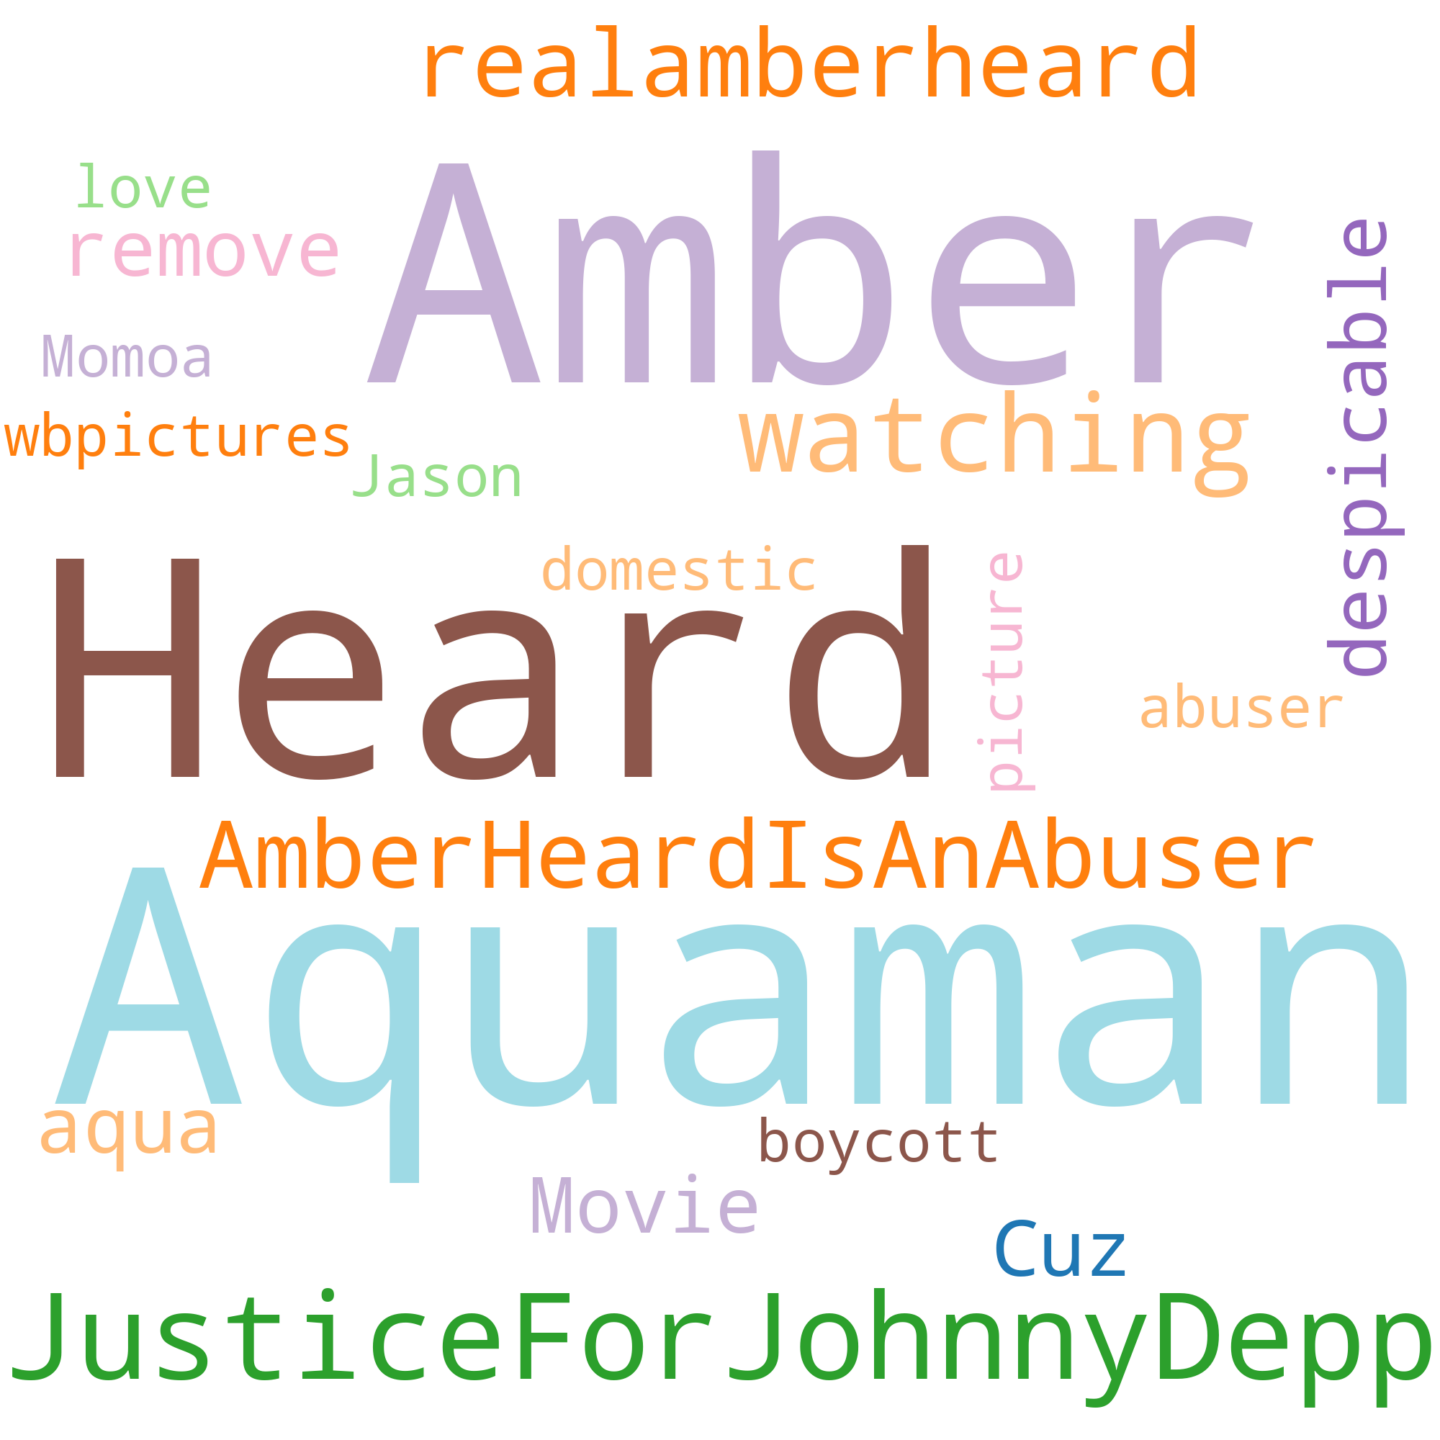 realamberheard
Amber
love
remove
despicable
Momoa
watching
wbpictures
Jason
Heard
domestic
picture
abuser
AmberHeardIsAnAbuser
Aquaman
aqua
boycott
Movie
Cuz
JusticeForJohnnyDepp